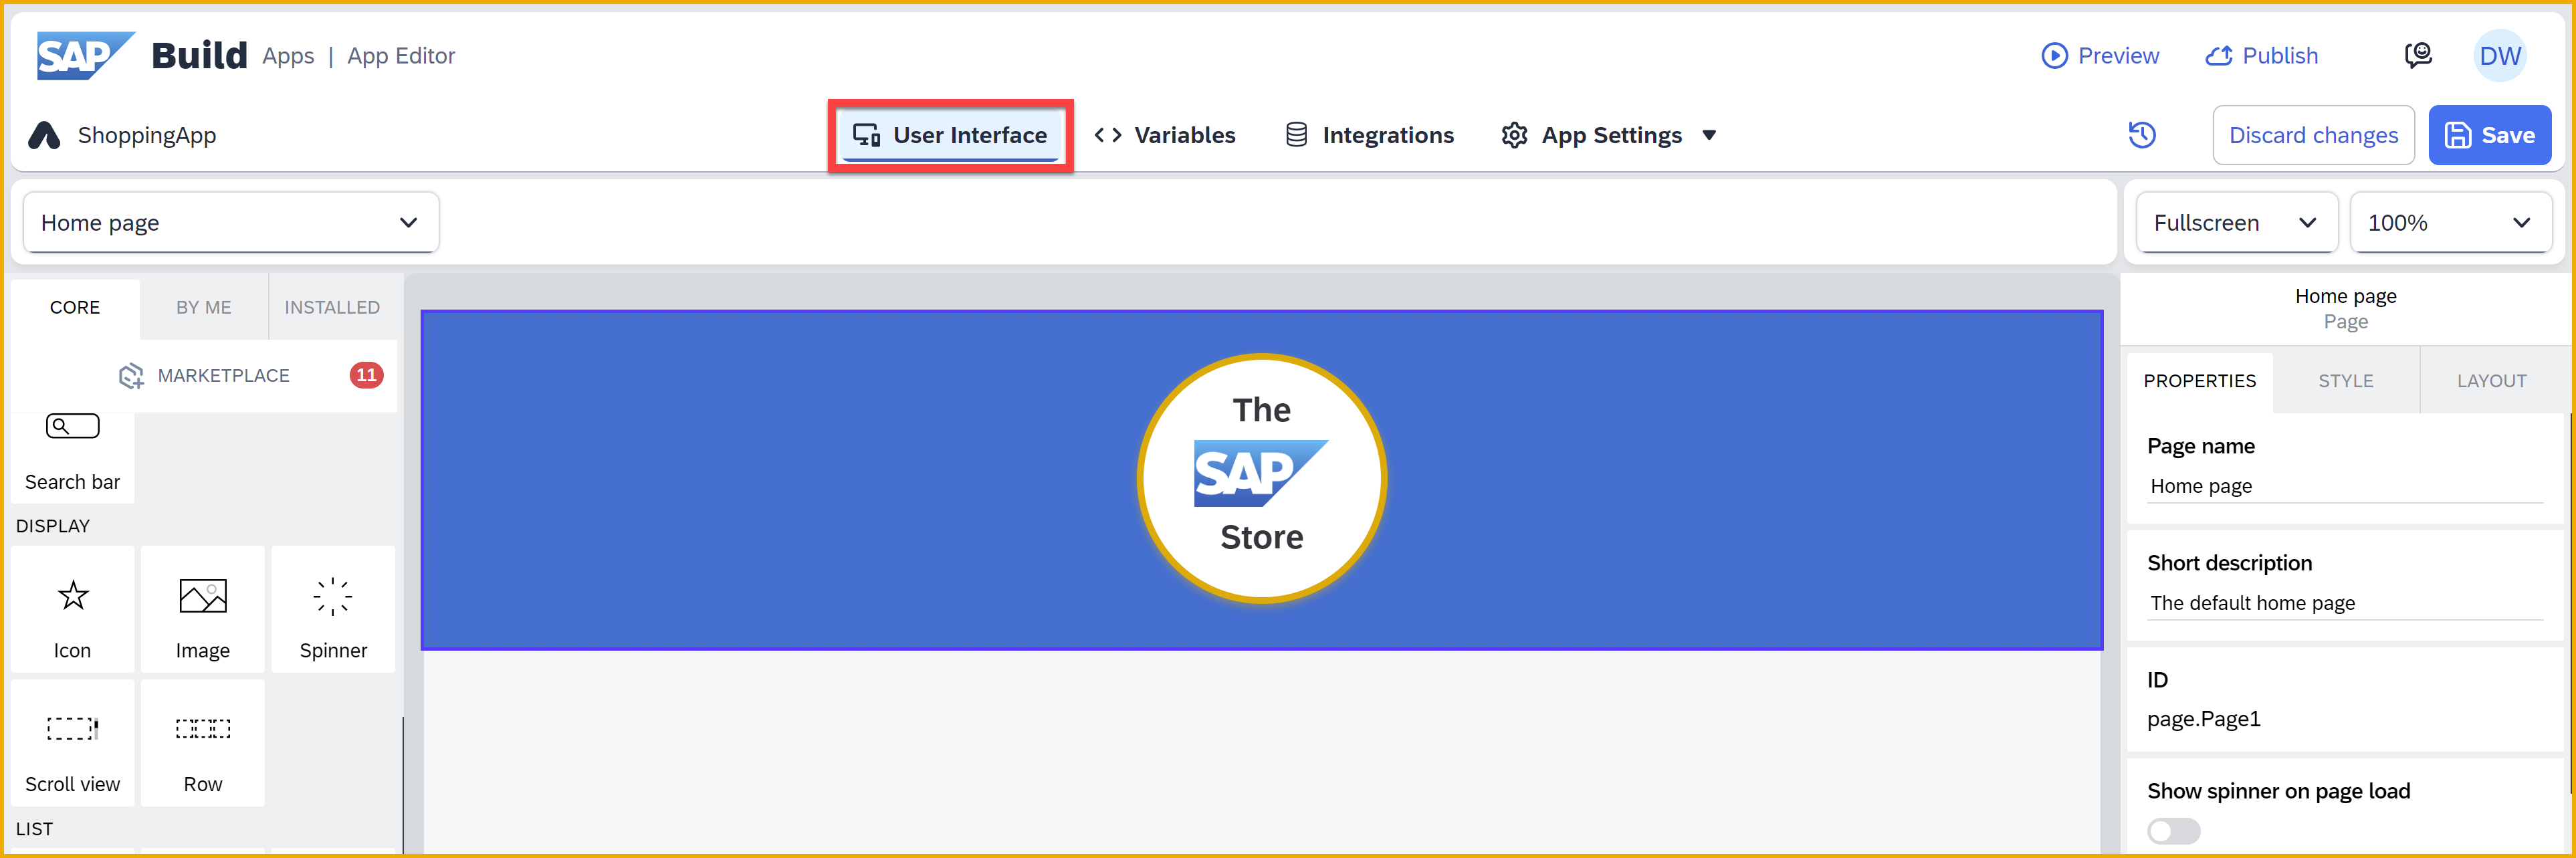 SAP Build Apps | App Editor
Preview
Publish
DW
ShoppingApp
User Interface
Variables
Integrations
App Settings
Discard changes
Save
Home page
Fullscreen
100%
CORE
BY ME
INSTALLED
MARKETPLACE
11
Search bar
DISPLAY
Icon
Image
Spinner
Scroll view
Row
LIST
The
SAP
Store
Home page
Page
PROPERTIES
STYLE
LAYOUT
Page name
Home page
Short description
The default home page
ID
page.Page1
Show spinner on page load